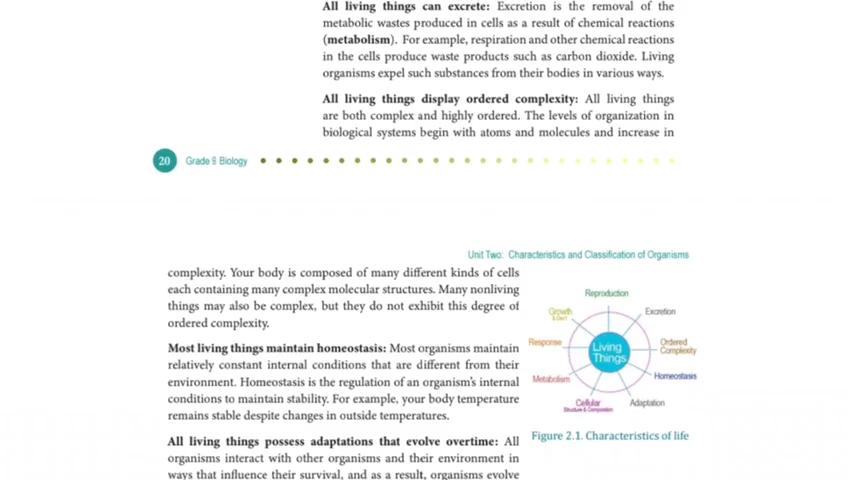 All living things can excrete: Excretion is the removal of the
metabolic wastes produced in cells as a result of chemical reactions
(metabolism). For example, respiration and other chemical reactions
in the cells produce waste products such as carbon dioxide. Living
organisms expel such substances from their bodies in various ways.
All living things display ordered complexity: All living things
are both complex and highly ordered. The levels of organization in
biological systems begin with atoms and molecules and increase in
20 Grade 9 Biology
Unit Two: Characteristics and Classification of Organisms
complexity. Your body is composed of many different kinds of cells
each containing many complex molecular structures. Many nonliving
things may also be complex, but they do not exhibit this degree of
ordered complexity.
Most living things maintain homeostasis: Most organisms maintain
relatively constant internal conditions that are different from their
environment. Homeostasis is the regulation of an organism's internal
conditions to maintain stability. For example, your body temperature
remains stable despite changes in outside temperatures.
All living things possess adaptations that evolve overtime: All
organisms interact with other organisms and their environment in
ways that influence their survival, and as a result, organisms evolve
Reproduction
Growth
& Dev't
Excretion
Response
Living
Things
Ordered
Complexity
Metabolism
Homeostasis
Cellular
Structure & Composition
Adaptation
Figure 2.1. Characteristics of life